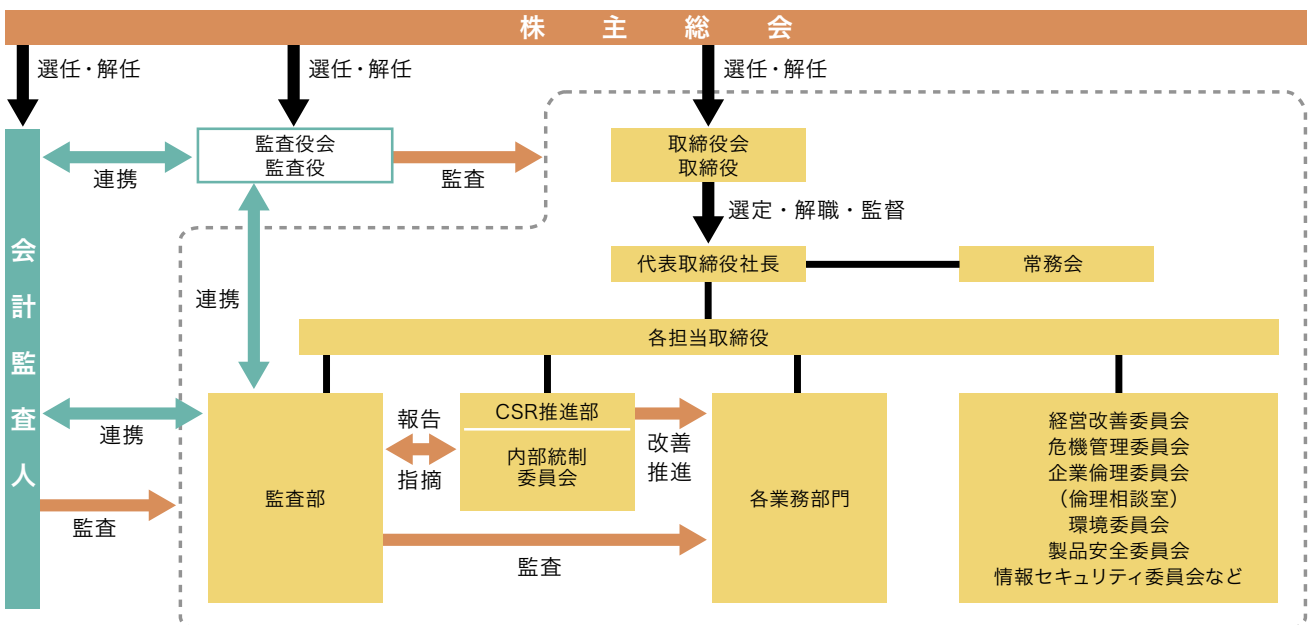 株主総会
選任・解任
選任・解任
選任・解任
会計監査人
連携
監査役会
監査役
監査
取締役会
取締役
選定・解職・監督
代表取締役社長
常務会
連携
各担当取締役
連携
監査
監査部
報告
指摘
CSR推進部
内部統制
委員会
改善
推進
監査
各業務部門
経営改善委員会
危機管理委員会
企業倫理委員会
（倫理相談室）
環境委員会
製品安全委員会
情報セキュリティ委員会など